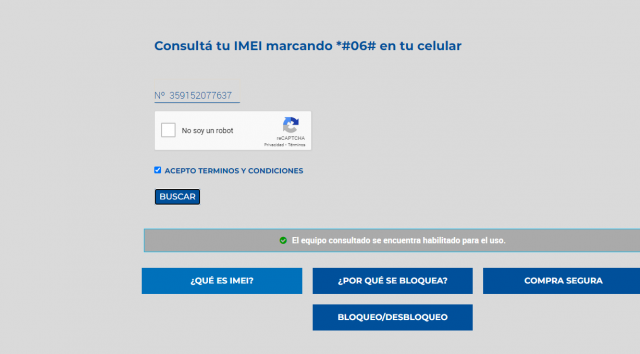 Consultá tu IMEI marcando *#06# en tu celular
Nº 359152077637
No soy un robot
reCAPTCHA
Privacidad - Términos
ACEPTO TERMINOS Y CONDICIONES
BUSCAR
El equipo consultado se encuentra habilitado para el uso.
¿QUÉ ES IMEI?
¿POR QUÉ SE BLOQUEA?
COMPRA SEGURA
BLOQUEO/DESBLOQUEO